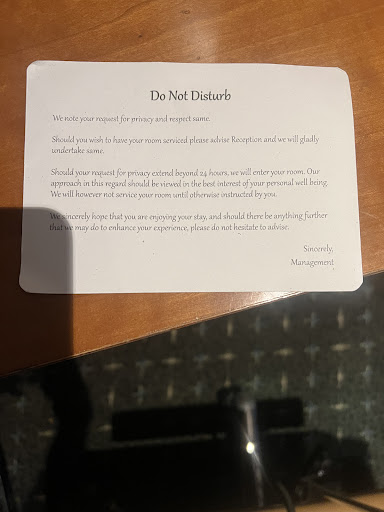 Do Not Disturb
We note your request for privacy and respect same.
Should you wish to have your room serviced please advise Reception and we will gladly
undertake same.
Should your request for privacy extend beyond 24 hours, we will enter your room. Our
approach in this regard should be viewed in the best interest of your personal well being.
We will however not service your room until otherwise instructed by you.
We sincerely hope that you are enjoying your stay, and should there be anything further
that we may do to enhance your experience, please do not hesitate to advise.
Sincerely,
Management